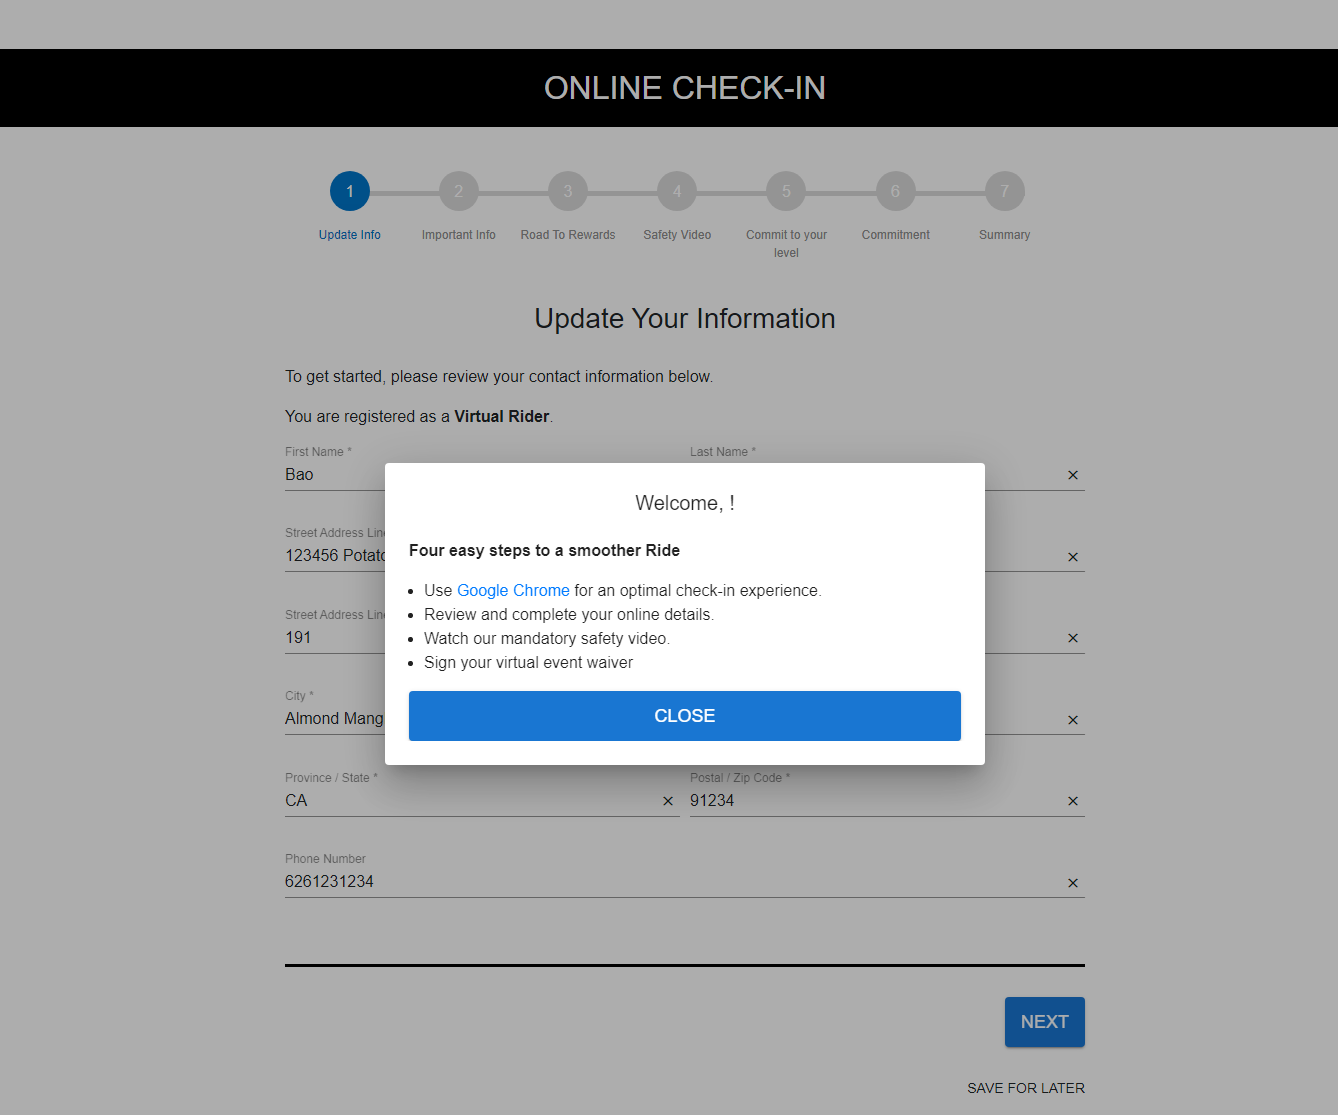 ONLINE CHECK-IN
1 2 3 4 5 6 7
Update Info Important Info Road To Rewards Safety Video Commit to your level Commitment Summary
Update Your Information
To get started, please review your contact information below.
You are registered as a Virtual Rider.
First Name * Last Name *
Bao
Welcome, !
Four easy steps to a smoother Ride
Use Google Chrome for an optimal check-in experience.
Review and complete your online details.
Watch our mandatory safety video.
Sign your virtual event waiver
CLOSE
Street Address
123456
Street Address
191
City *
Almond
Province / State * Postal / Zip Code *
CA 91234
Phone Number
6261231234
NEXT
SAVE FOR LATER